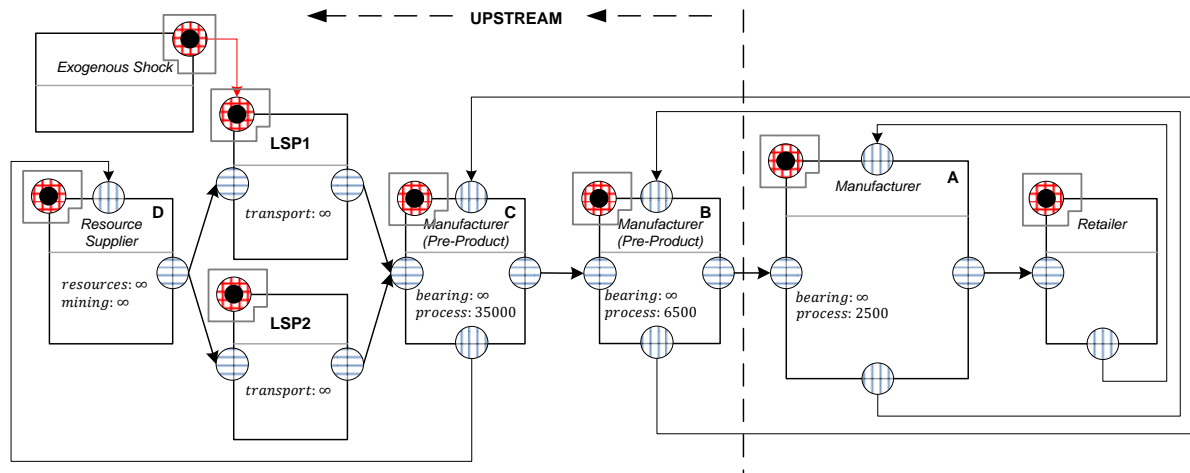 UPSTREAM
Exogenous Shock
LSP1
transport: ∞
D
Resource
Supplier
resources: ∞
mining: ∞
LSP2
transport: ∞
C
Manufacturer
(Pre-Product)
bearing: ∞
process: 35000
B
Manufacturer
(Pre-Product)
bearing: ∞
process: 6500
A
Manufacturer
bearing: ∞
process: 2500
Retailer